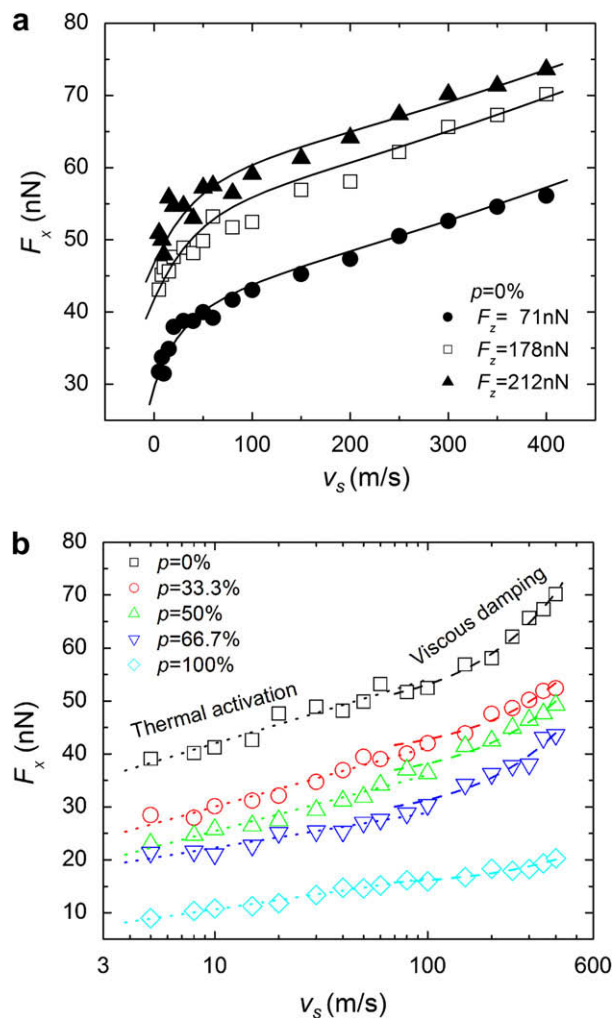 a
80
70
60
50
40
30
F_x (nN)
0
100
200
300
400
v_s (m/s)
p=0%
F_z= 71nN
F_z=178nN
F_z=212nN
b
80
70
60
50
40
30
20
10
F_x (nN)
p=0%
p=33.3%
p=50%
p=66.7%
p=100%
Thermal activation
Viscous damping
3
10
100
600
v_s (m/s)